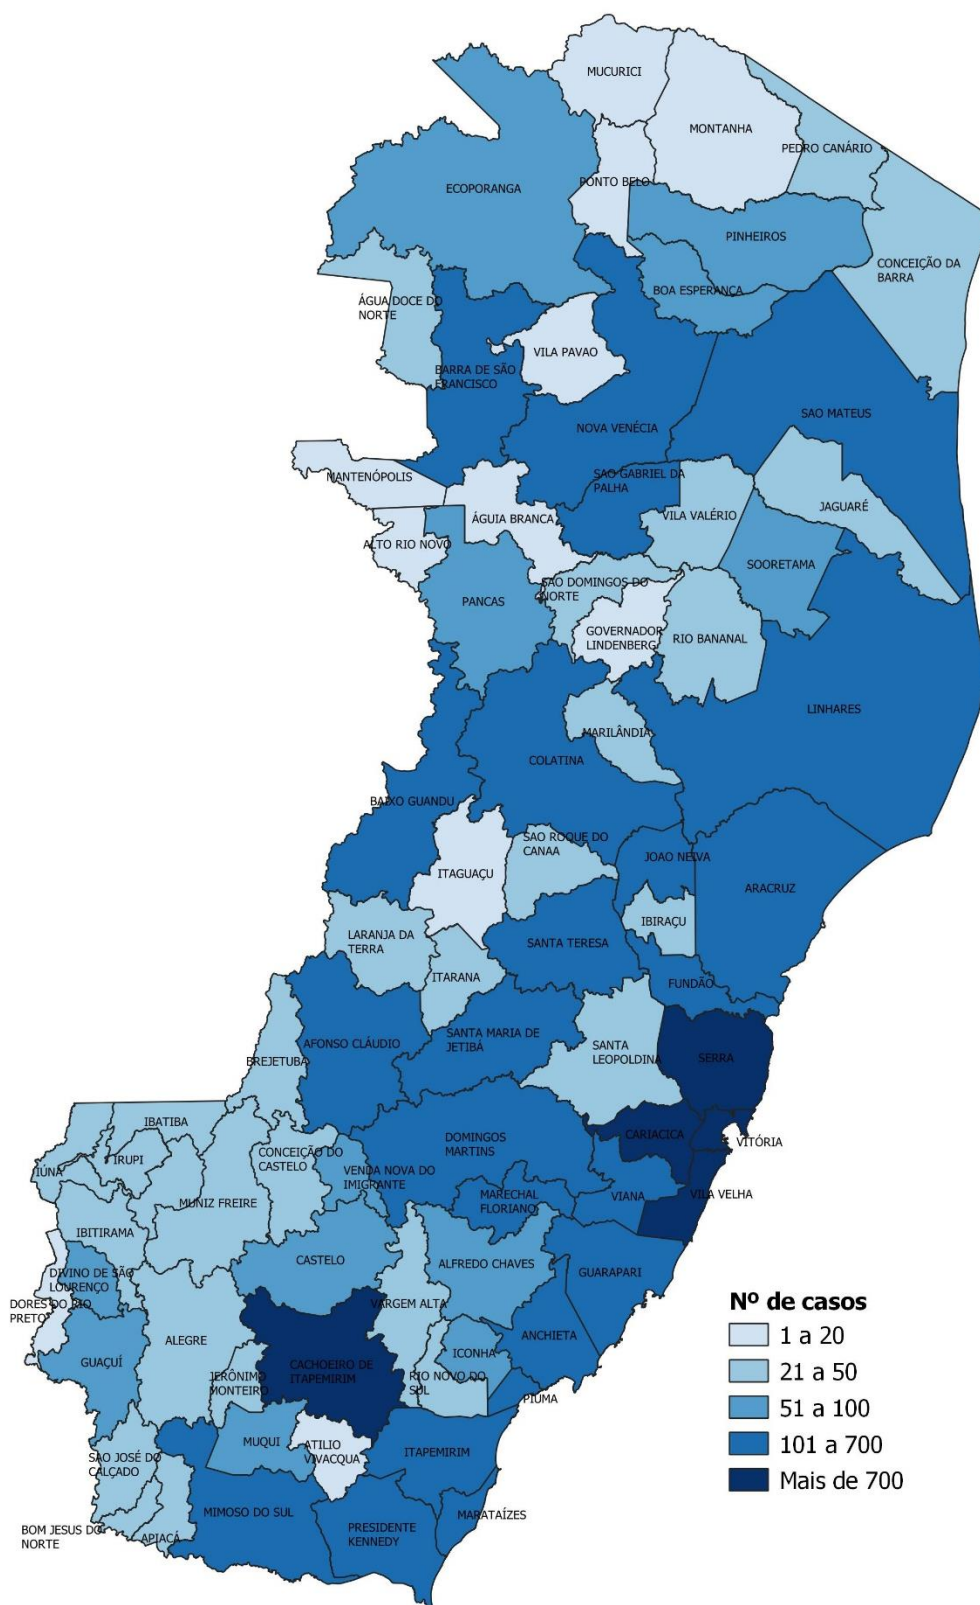 MUCURICI
MONTANHA
PEDRO CANÁRIO
PONTO BELO
ECOPORANGA
PINHEIROS
CONCEIÇÃO DA
BARRA
BOA ESPERANÇA
ÁGUA DOCE DO
NORTE
VILA PAVAO
BARRA DE SÃO
FRANCISCO
SAO MATEUS
NOVA VENÉCIA
MANTENÓPOLIS
SAO GABRIEL DA
PALHA
JAGUARÉ
VILA VALÉRIO
ÁGUIA BRANCA
ALTO RIO NOVO
SOORETAMA
SAO DOMINGOS DO
NORTE
PANCAS
GOVERNADOR
LINDENBERG
RIO BANANAL
LINHARES
MARILÂNDIA
COLATINA
BAIXO GUANDU
SAO ROQUE DO
CANAA
JOAO NEIVA
ITAGUAÇU
ARACRUZ
IBIRAÇU
LARANJA DA
TERRA
SANTA TERESA
ITARANA
FUNDÃO
AFONSO CLÁUDIO
SANTA MARIA DE
JETIBÁ
SANTA
LEOPOLDINA
SERRA
BREJETUBA
IBATIBA
CARIACICA
VITÓRIA
DOMINGOS
MARTINS
CONCEIÇÃO DO
CASTELO
IRUPI
IÚNA
VENDA NOVA DO
IMIGRANTE
MUNIZ FREIRE
MARECHAL
FLORIANO
VIANA
VILA VELHA
IBITIRAMA
CASTELO
ALFREDO CHAVES
GUARAPARI
DIVINO DE SÃO
LOURENÇO
DORES DO RIO
PRETO
VARGEM ALTA
ANCHIETA
ALEGRE
ICONHA
GUAÇUÍ
CACHOEIRO DE
ITAPEMIRIM
JERÔNIMO
MONTEIRO
RIO NOVO DO
SUL
PIUMA
MUQUI
ATILIO
VIVACQUA
ITAPEMIRIM
SAO JOSÉ DO
CALÇADO
MIMOSO DO SUL
MARATAÍZES
BOM JESUS DO
NORTE
APIACÁ
PRESIDENTE
KENNEDY
Nº de casos
1 a 20
21 a 50
51 a 100
101 a 700
Mais de 700